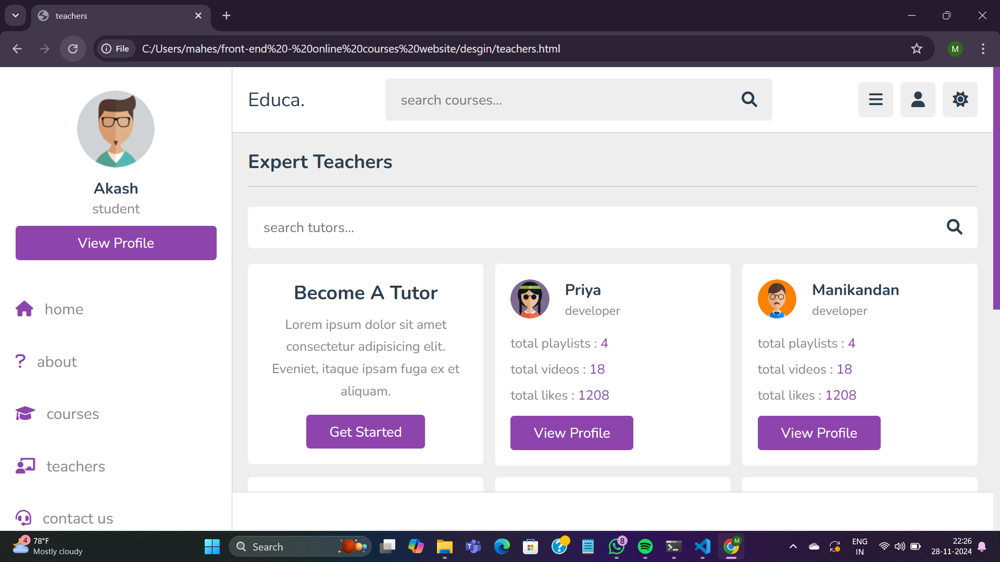 teachers
File
C:/Users/mahes/front-end%20-%20online%20courses%20website/desgin/teachers.html
M
Akash
student
View Profile
home
about
courses
teachers
contact us
Educa.
search courses...
Expert Teachers
search tutors...
Become A Tutor
Lorem ipsum dolor sit amet
consectetur adipisicing elit.
Eveniet, itaque ipsam fuga ex et
aliquam.
Get Started
Priya
developer
total playlists : 4
total videos : 18
total likes : 1208
View Profile
Manikandan
developer
total playlists : 4
total videos : 18
total likes : 1208
View Profile
4
78°F
Mostly cloudy
Search
T
8
M
ENG
IN
22:26
28-11-2024